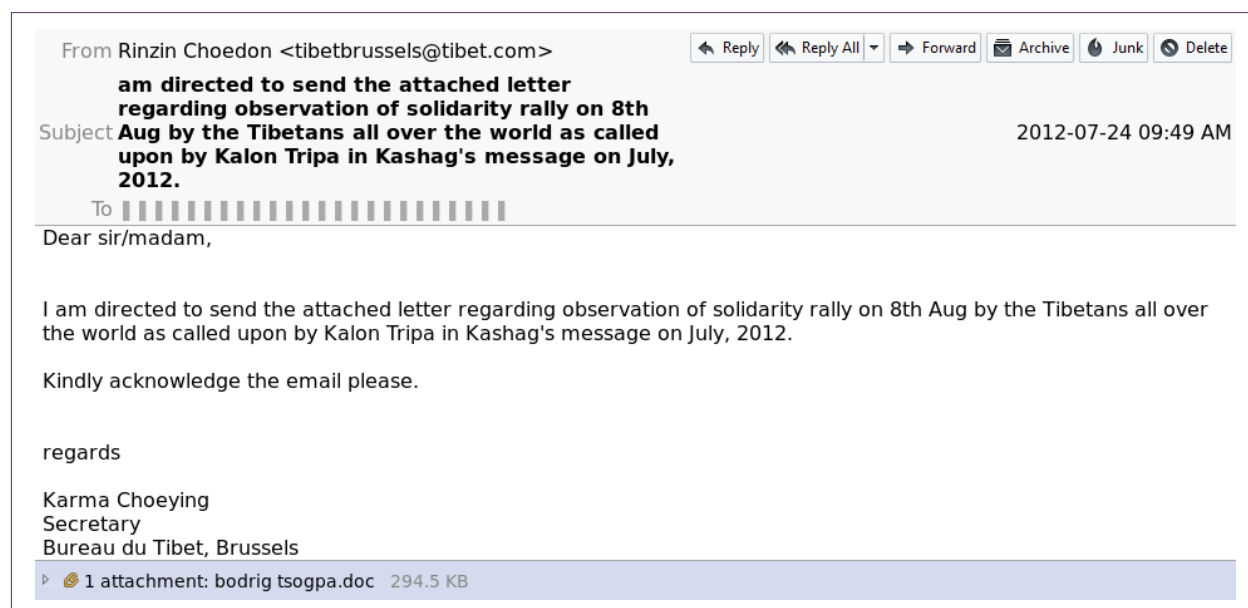 From Rinzin Choedon <tibetbrussels@tibet.com>
Reply
Reply All
Forward
Archive
Junk
Delete
Subject am directed to send the attached letter
regarding observation of solidarity rally on 8th
Aug by the Tibetans all over the world as called
upon by Kalon Tripa in Kashag's message on July,
2012.
2012-07-24 09:49 AM
To
Dear sir/madam,
I am directed to send the attached letter regarding observation of solidarity rally on 8th Aug by the Tibetans all over
the world as called upon by Kalon Tripa in Kashag's message on July, 2012.
Kindly acknowledge the email please.
regards
Karma Choeying
Secretary
Bureau du Tibet, Brussels
1 attachment: bodrig tsogpa.doc 294.5 KB